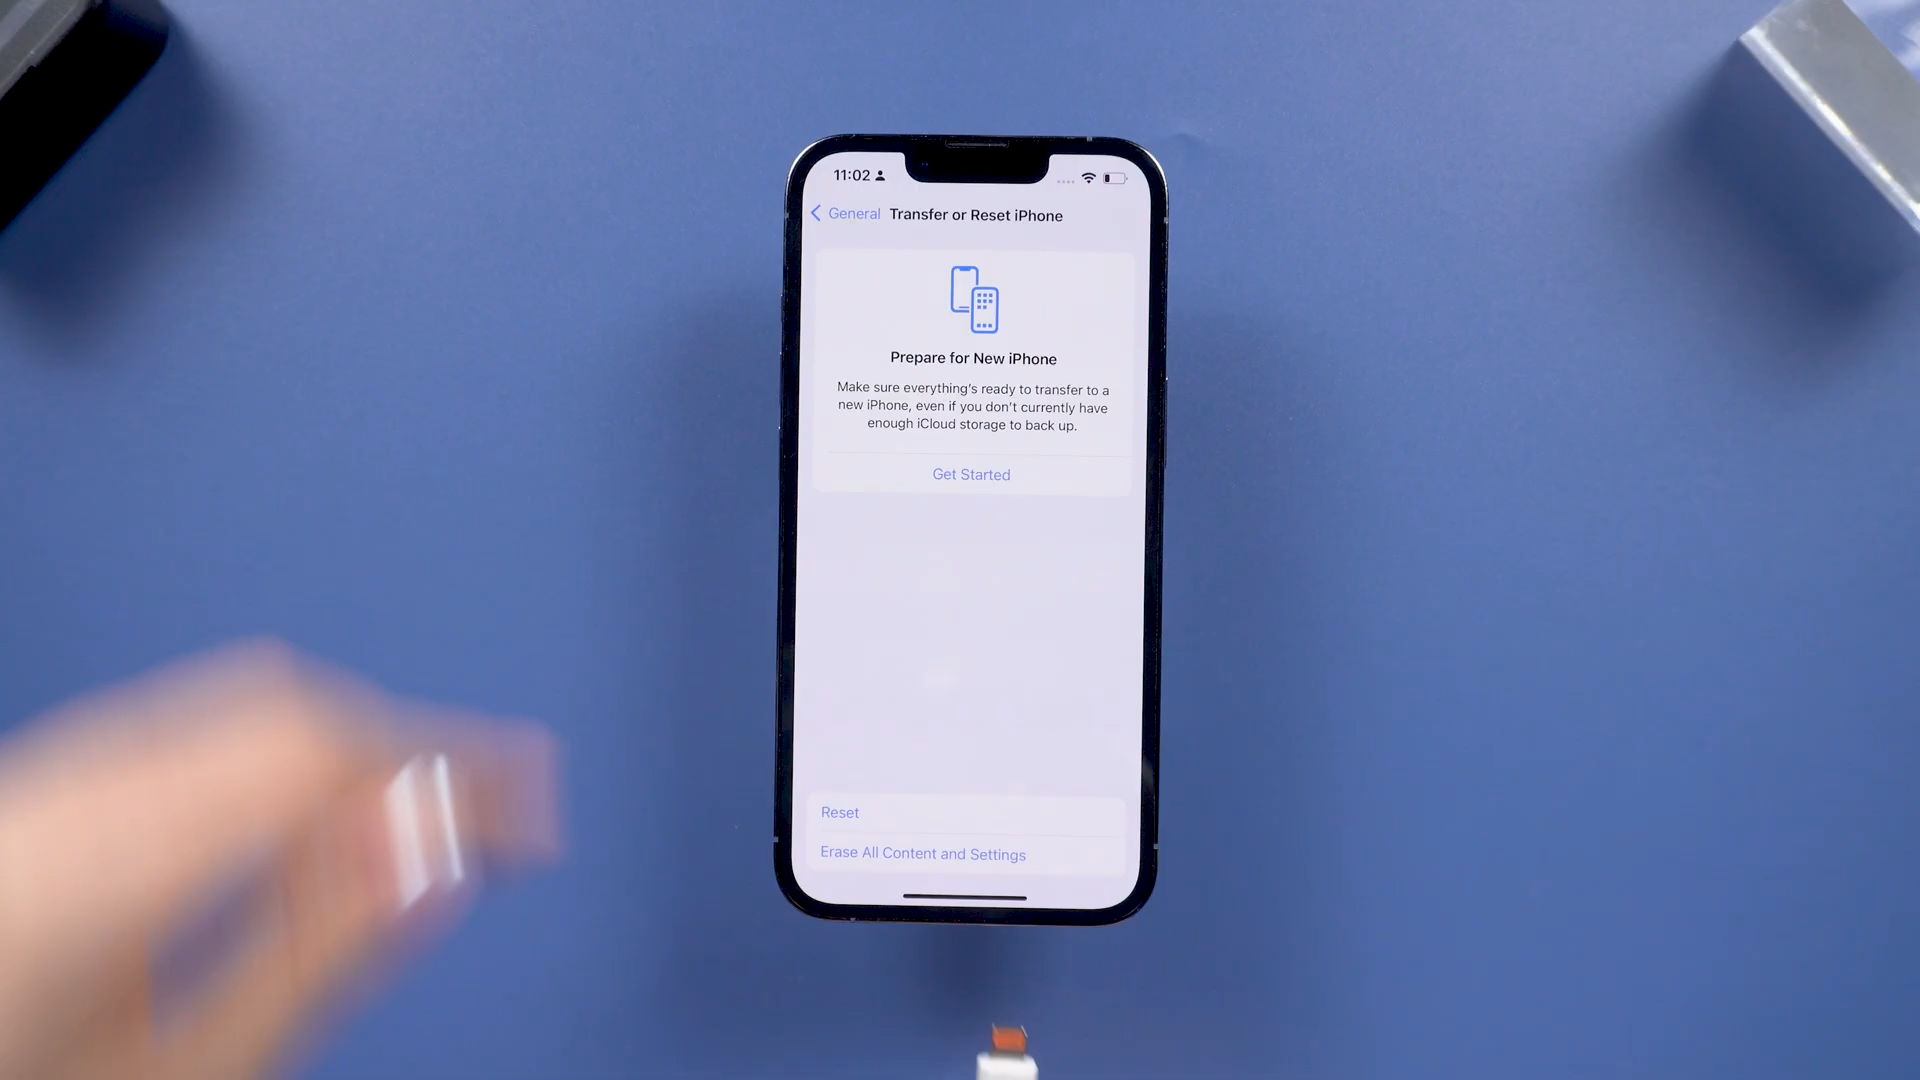 11:02
General Transfer or Reset iPhone
Prepare for New iPhone
Make sure everything's ready to transfer to a
new iPhone, even if you don't currently have
enough iCloud storage to back up.
Get Started
Reset
Erase All Content and Settings